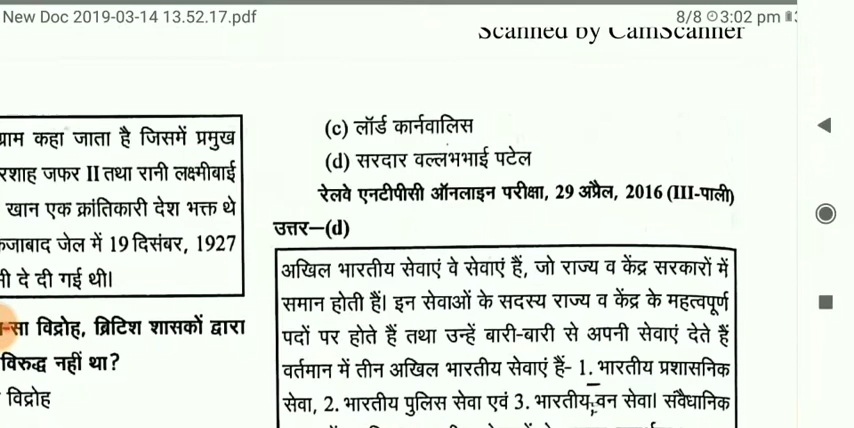 New Doc 2019-03-14 13.52.17.pdf
8/8
3:02 pm
Scanned by CamScanner
कहा जाता है जिसमें प्रमुख
जफर II तथा रानी लक्ष्मीबाई
खान एक क्रांतिकारी देश भक्त थे
जेल में 19 दिसंबर, 1927
दे दी गई थी।
विद्रोह, ब्रिटिश शासकों द्वारा
विरुद्ध नहीं था?
विद्रोह
(c) लॉर्ड कार्नवालिस
(d) सरदार वल्लभभाई पटेल
रेलवे एनटीपीसी ऑनलाइन परीक्षा, 29 अप्रैल, 2016 (III-पाली)
उत्तर—(d)
अखिल भारतीय सेवाएं वे सेवाएं हैं, जो राज्य व केंद्र सरकारों में
समान होती हैं। इन सेवाओं के सदस्य राज्य व केंद्र के महत्वपूर्ण
पदों पर होते हैं तथा उन्हें बारी-बारी से अपनी सेवाएं देते हैं
वर्तमान में तीन अखिल भारतीय सेवाएं हैं- 1. भारतीय प्रशासनिक
सेवा, 2. भारतीय पुलिस सेवा एवं 3. भारतीय वन सेवा। संवैधानिक